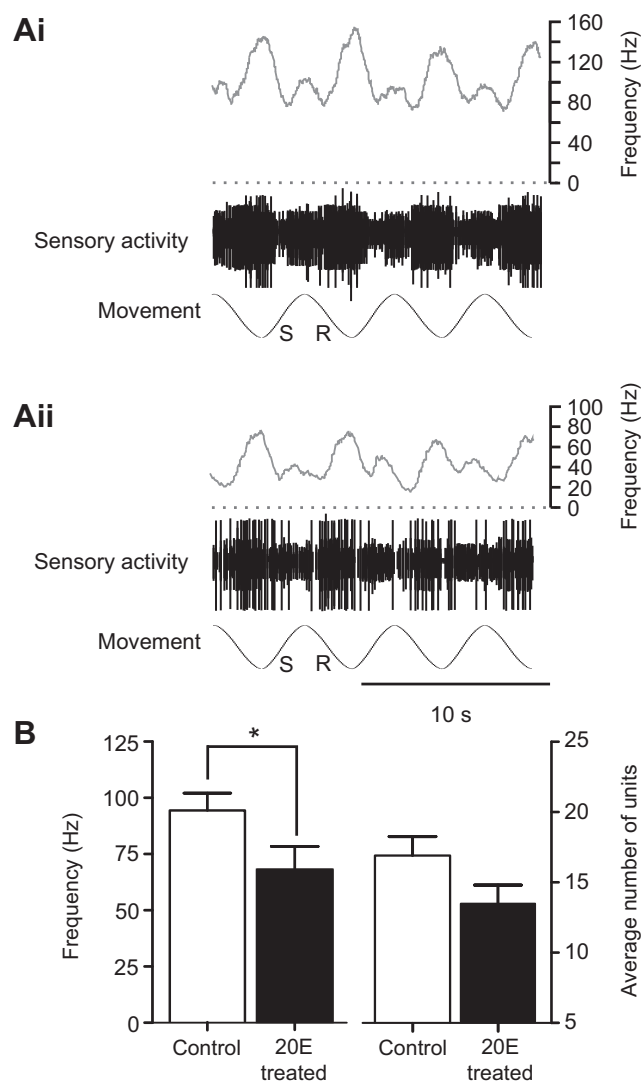 Ai
160
120
80
40
0
Frequency (Hz)
Sensory activity
Movement
S R
Aii
100
80
60
40
20
0
Frequency (Hz)
Sensory activity
Movement
S R
10 s
B
125
100
75
50
25
0
Frequency (Hz)
*
25
20
15
10
5
Average number of units
Control
20E
treated
Control
20E
treated